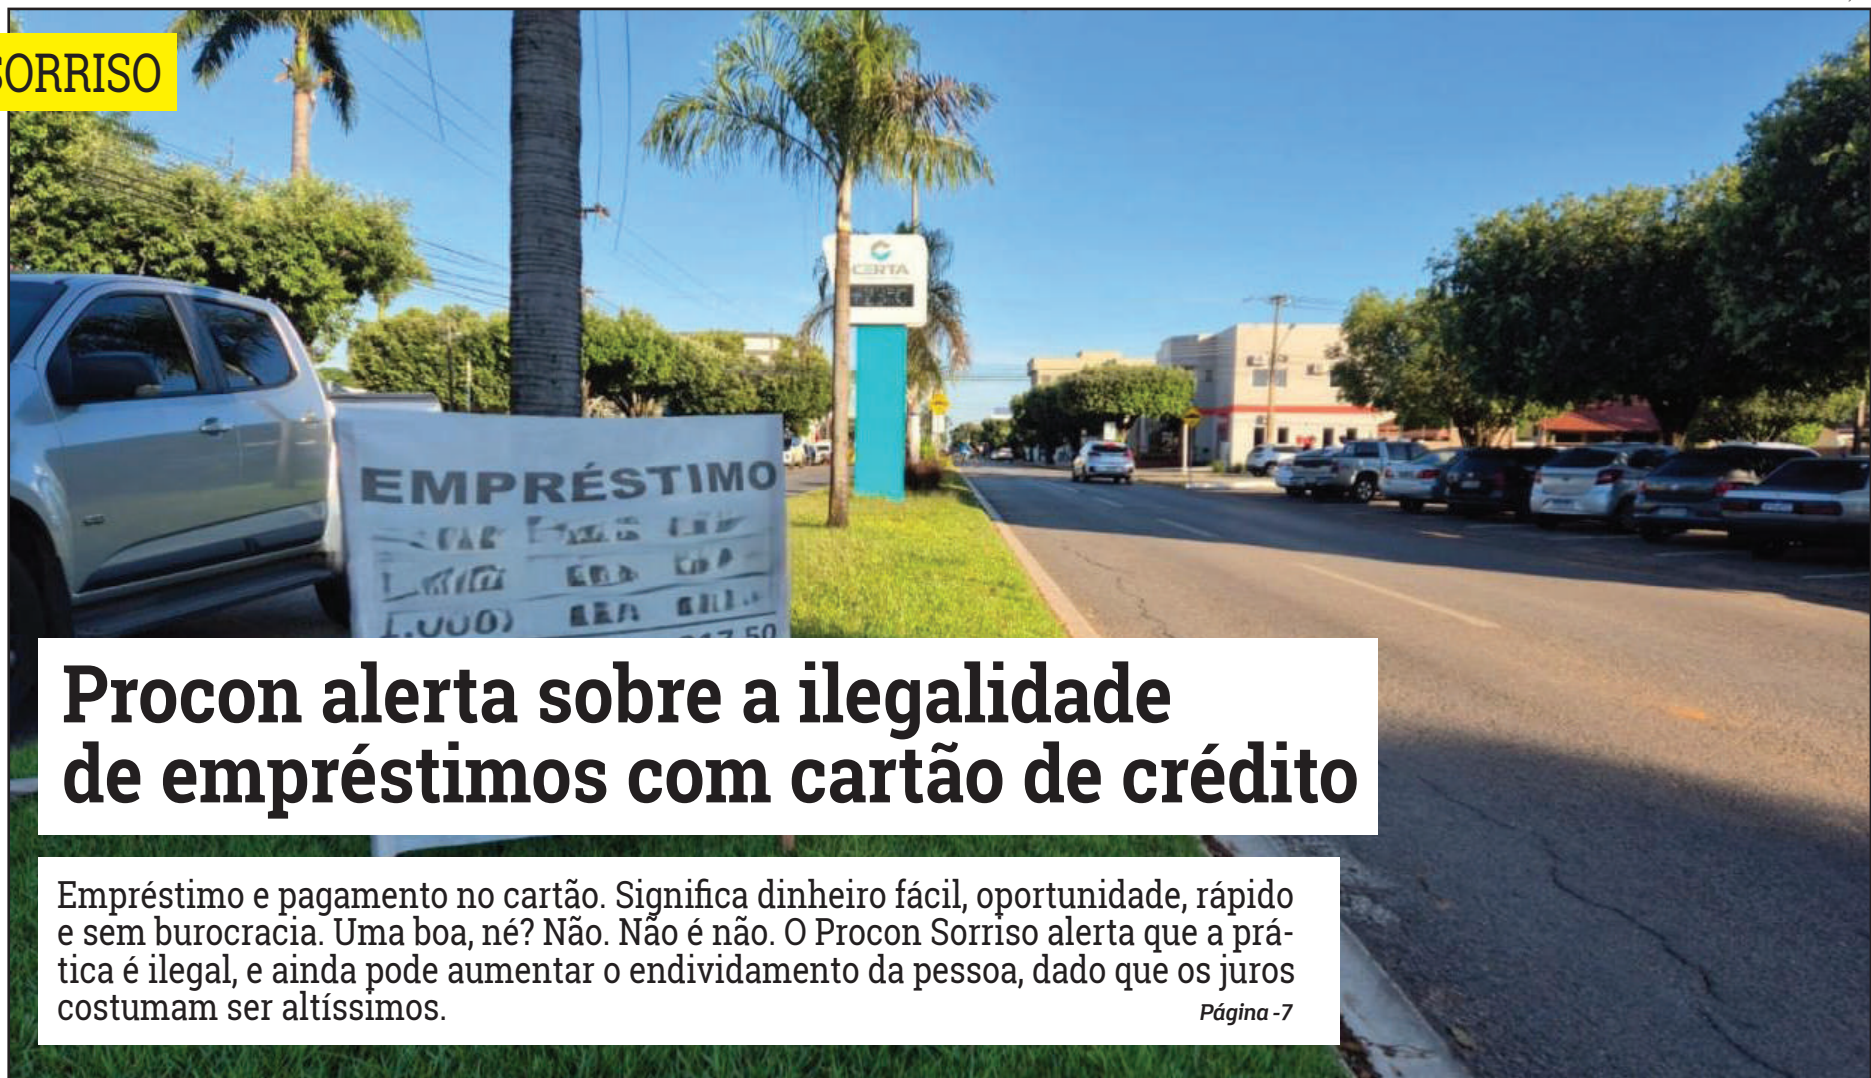 SORRISO
CERTA
EMPRÉSTIMO
Procon alerta sobre a ilegalidade
de empréstimos com cartão de crédito
Empréstimo e pagamento no cartão. Significa dinheiro fácil, oportunidade, rápido
e sem burocracia. Uma boa, né? Não. Não é não. O Procon Sorriso alerta que a prá-
tica é ilegal, e ainda pode aumentar o endividamento da pessoa, dado que os juros
costumam ser altíssimos.
Página -7